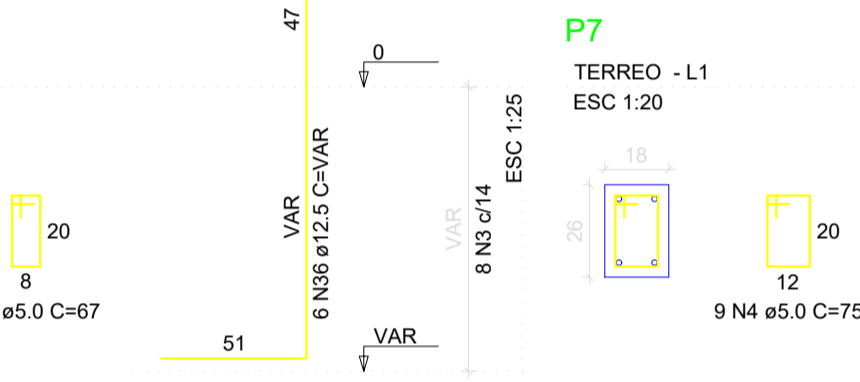 47
0
P7
TERREO - L1
ESC 1:20
ESC 1:25
18
26
20
8
ø5.0 C=67
VAR
6 N36 ø12.5 C=VAR
VAR
8 N3 c/14
20
12
9 N4 ø5.0 C=75
51
VAR